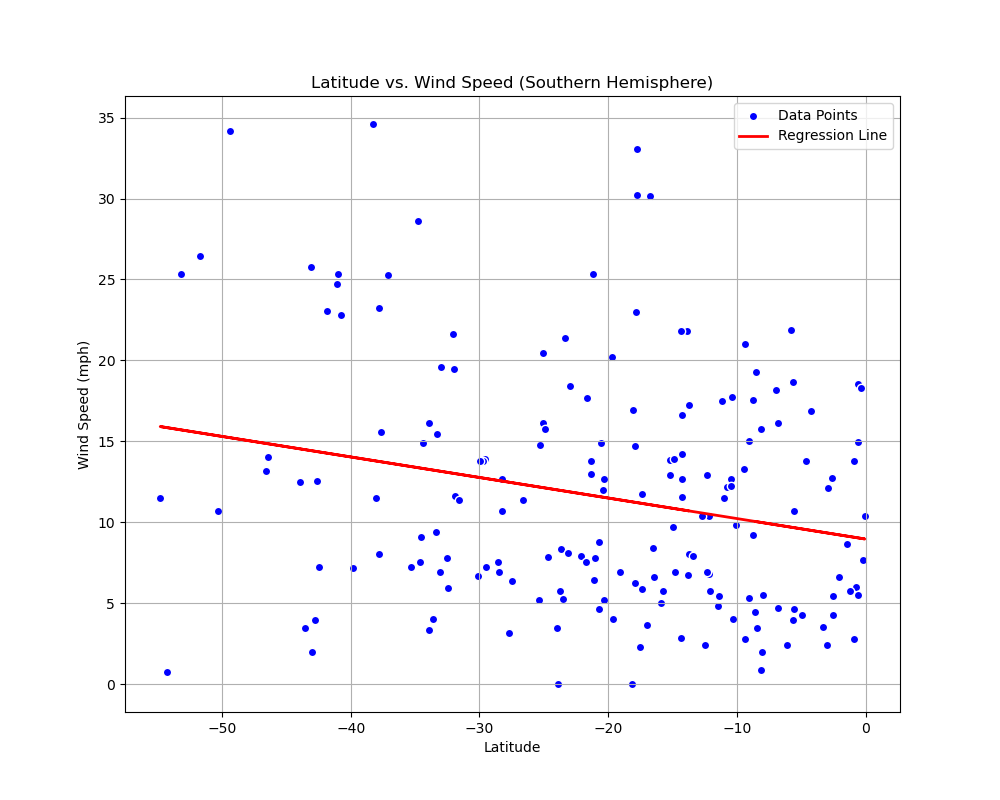 Latitude vs. Wind Speed (Southern Hemisphere)
Data Points
Regression Line
Wind Speed (mph)
35
30
25
20
15
10
5
0
−50 −40 −30 −20 −10 0
Latitude